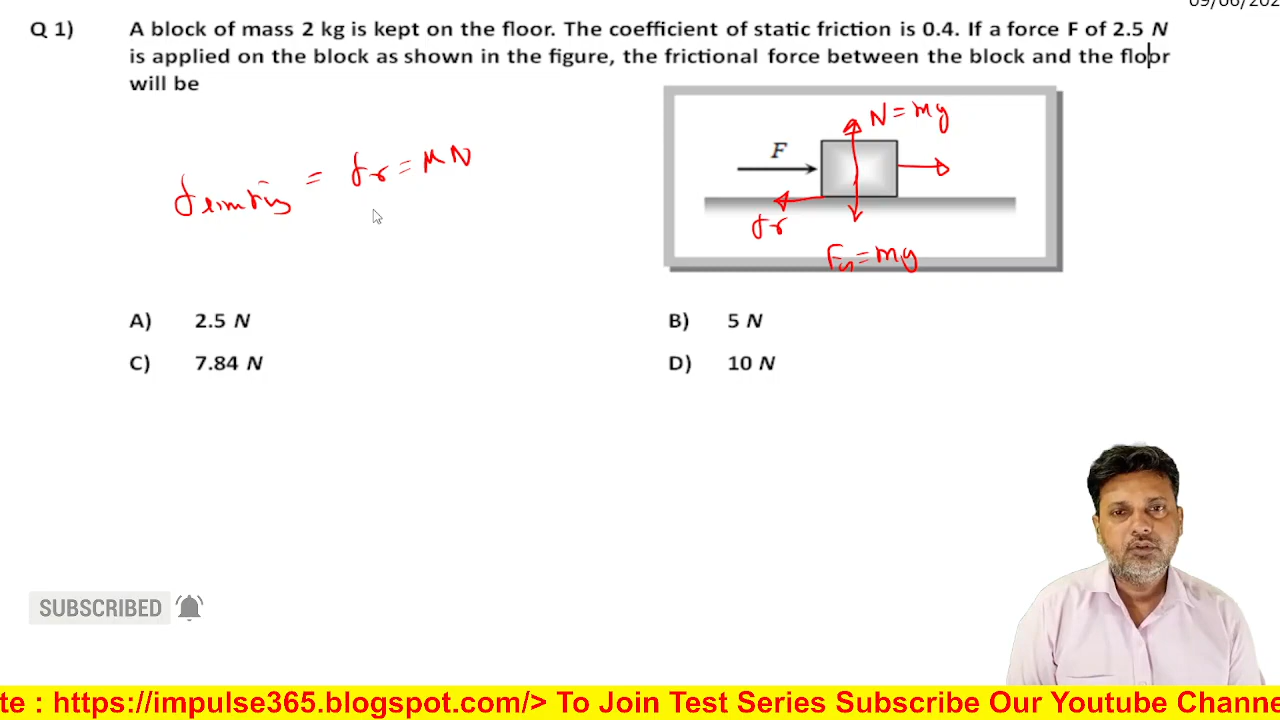 Q 1) A block of mass 2 kg is kept on the floor. The coefficient of static friction is 0.4. If a force F of 2.5 N
is applied on the block as shown in the figure, the frictional force between the block and the floor
will be
N = mg
F
fr
Fg = mg
flimiting = fr = μN
A) 2.5 N
B) 5 N
C) 7.84 N
D) 10 N
SUBSCRIBED
te : https://impulse365.blogspot.com/> To Join Test Series Subscribe Our Youtube Channe